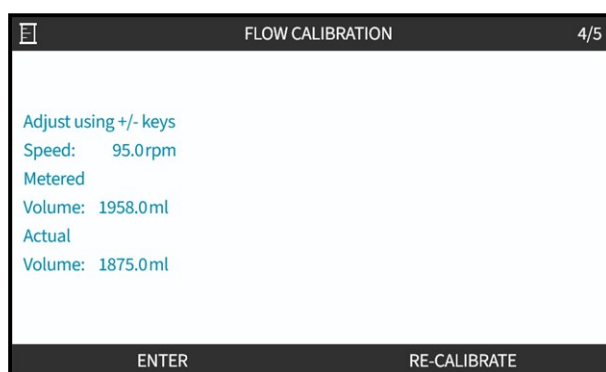 FLOW CALIBRATION 4/5
Adjust using +/- keys
Speed: 95.0rpm
Metered
Volume: 1958.0ml
Actual
Volume: 1875.0ml
ENTER RE-CALIBRATE